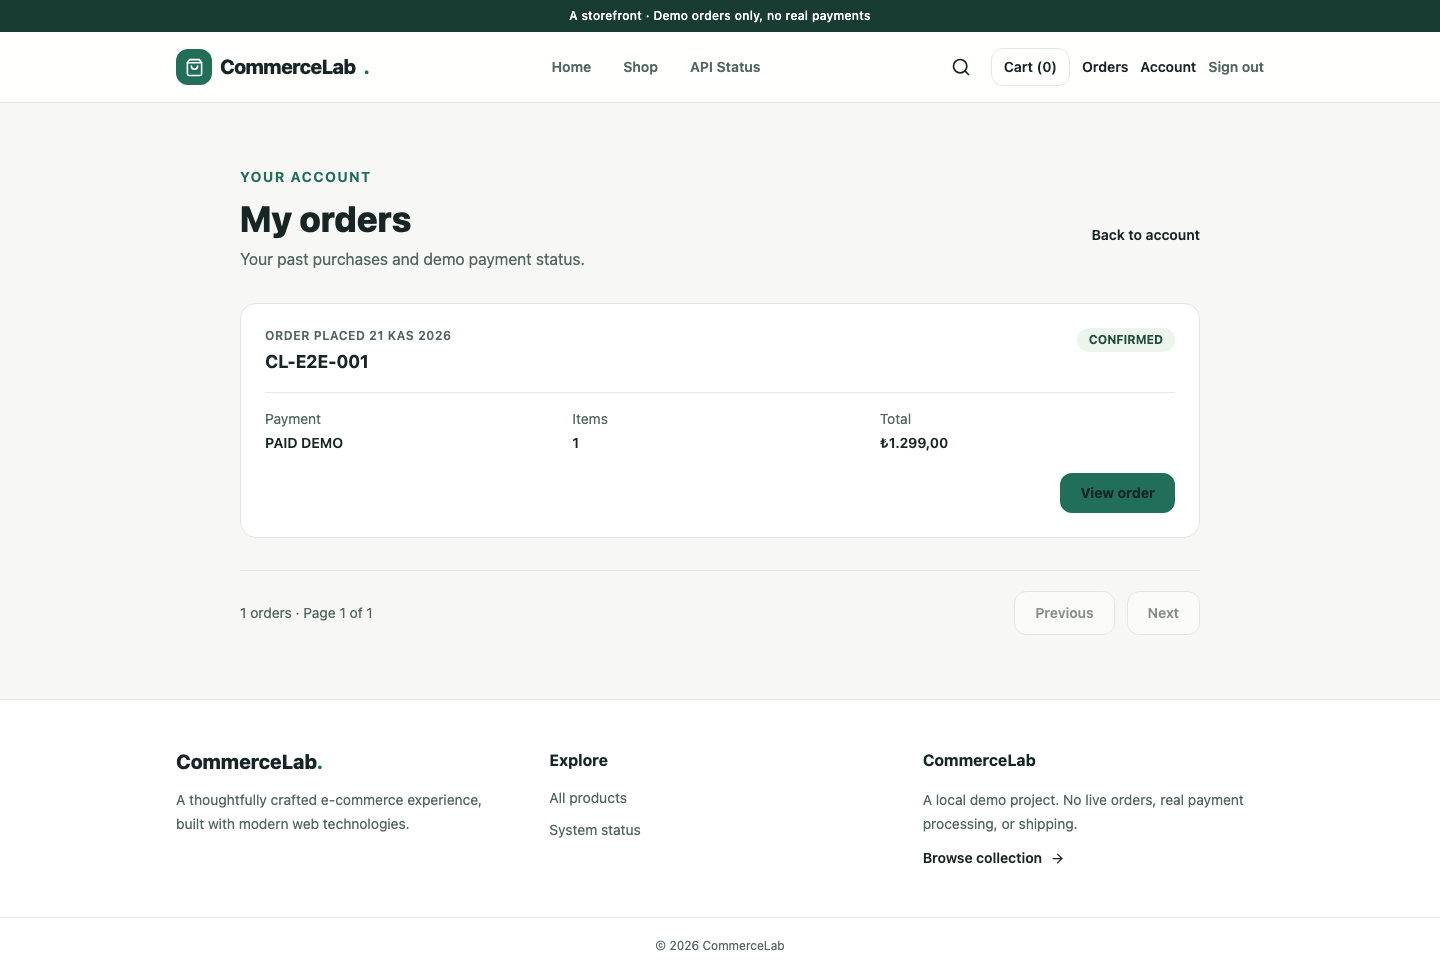 A storefront · Demo orders only, no real payments
CommerceLab .
Home Shop API Status
Cart (0) Orders Account Sign out
YOUR ACCOUNT
My orders
Your past purchases and demo payment status.
Back to account
ORDER PLACED 21 KAS 2026
CL-E2E-001
CONFIRMED
Payment Items Total
PAID DEMO 1 ₺1.299,00
View order
1 orders · Page 1 of 1
Previous Next
CommerceLab.
A thoughtfully crafted e-commerce experience,
built with modern web technologies.
Explore
All products
System status
CommerceLab
A local demo project. No live orders, real payment
processing, or shipping.
Browse collection →
© 2026 CommerceLab